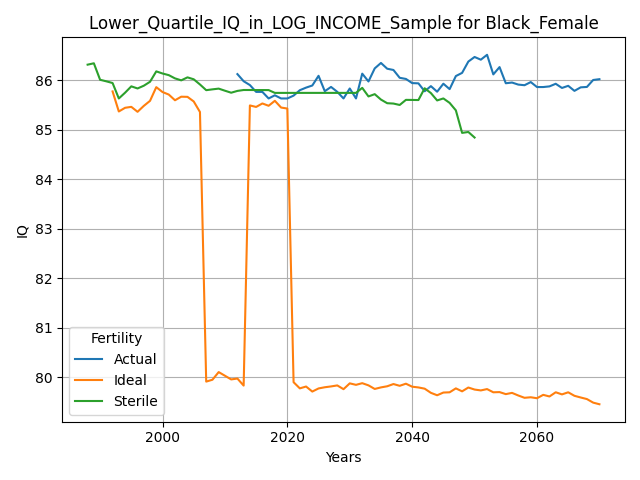 Lower_Quartile_IQ_in_LOG_INCOME_Sample for Black_Female
IQ
86
85
84
83
82
81
80
Fertility
Actual
Ideal
Sterile
2000 2020 2040 2060
Years